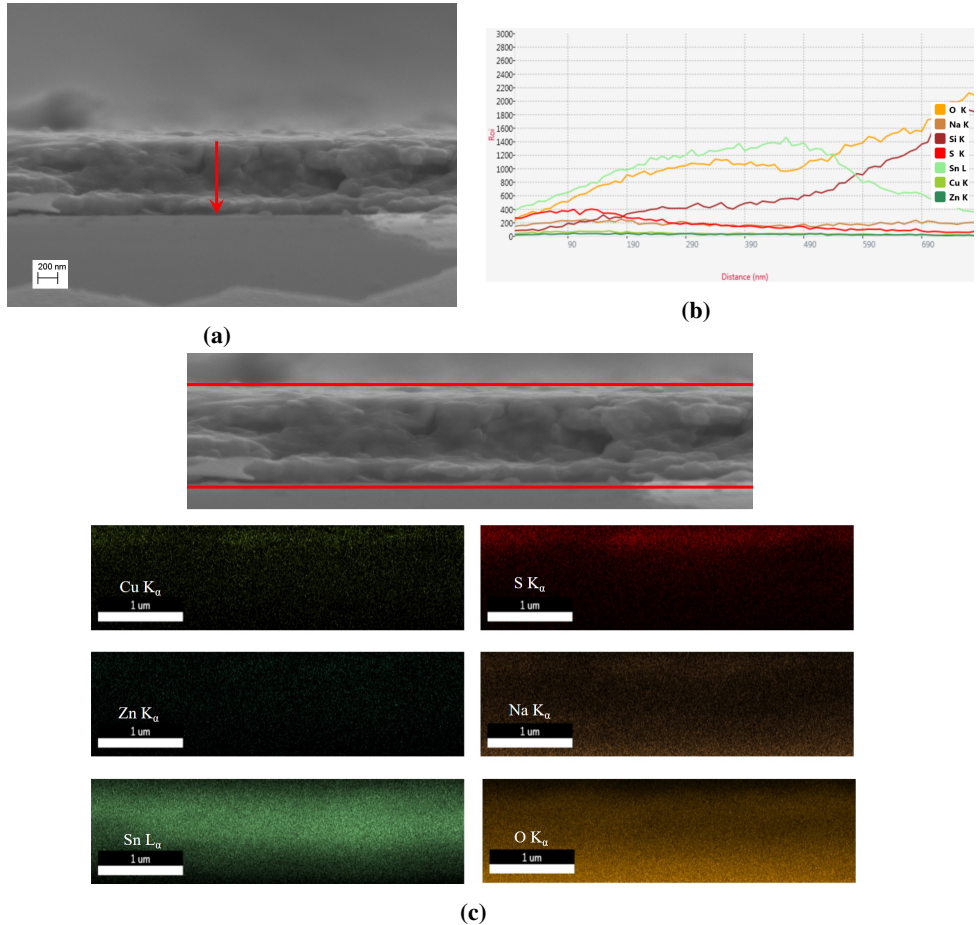 200 nm
(a)
3000
2800
2600
2400
2200
2000
1800
1600
1400
1200
1000
800
600
400
200
0
Roi
90
190
290
390
490
590
690
Distance (nm)
O K
Na K
Si K
S K
Sn L
Cu K
Zn K
(b)
Cu Kα
1 um
S Kα
1 um
Zn Kα
1 um
Na Kα
1 um
Sn Lα
1 um
O Kα
1 um
(c)